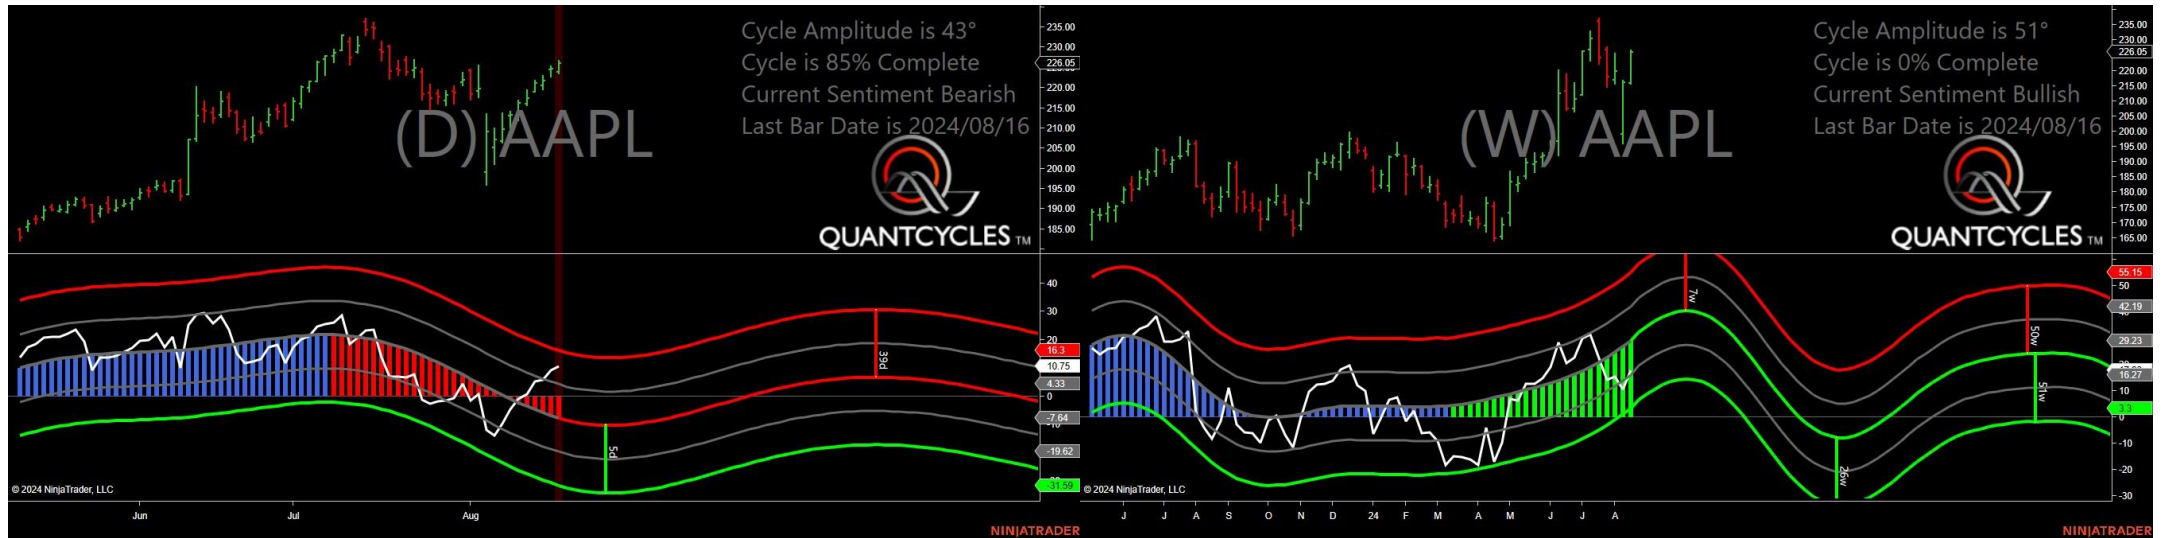 Cycle Amplitude is 43°
Cycle is 85% Complete
Current Sentiment Bearish
Last Bar Date is 2024/08/16
(D) AAPL
QUANTCYCLES TM
235.00
230.00
226.05
220.00
215.00
210.00
205.00
200.00
195.00
190.00
185.00
40
30
20
16.3
10.75
4.33
0
-7.64
-19.62
-31.59
39d
5d
© 2024 NinjaTrader, LLC
Jun Jul Aug
NINJATRADER
Cycle Amplitude is 51°
Cycle is 0% Complete
Current Sentiment Bullish
Last Bar Date is 2024/08/16
(W) AAPL
QUANTCYCLES TM
235.00
230.00
226.05
220.00
215.00
210.00
205.00
200.00
195.00
190.00
185.00
180.00
175.00
170.00
165.00
55.15
50
42.19
29.23
16.27
10
3.3
0
-10
-20
-30
7w
26w
50w
51w
© 2024 NinjaTrader, LLC
J J A S O N D 24 F M A M J J A
NINJATRADER